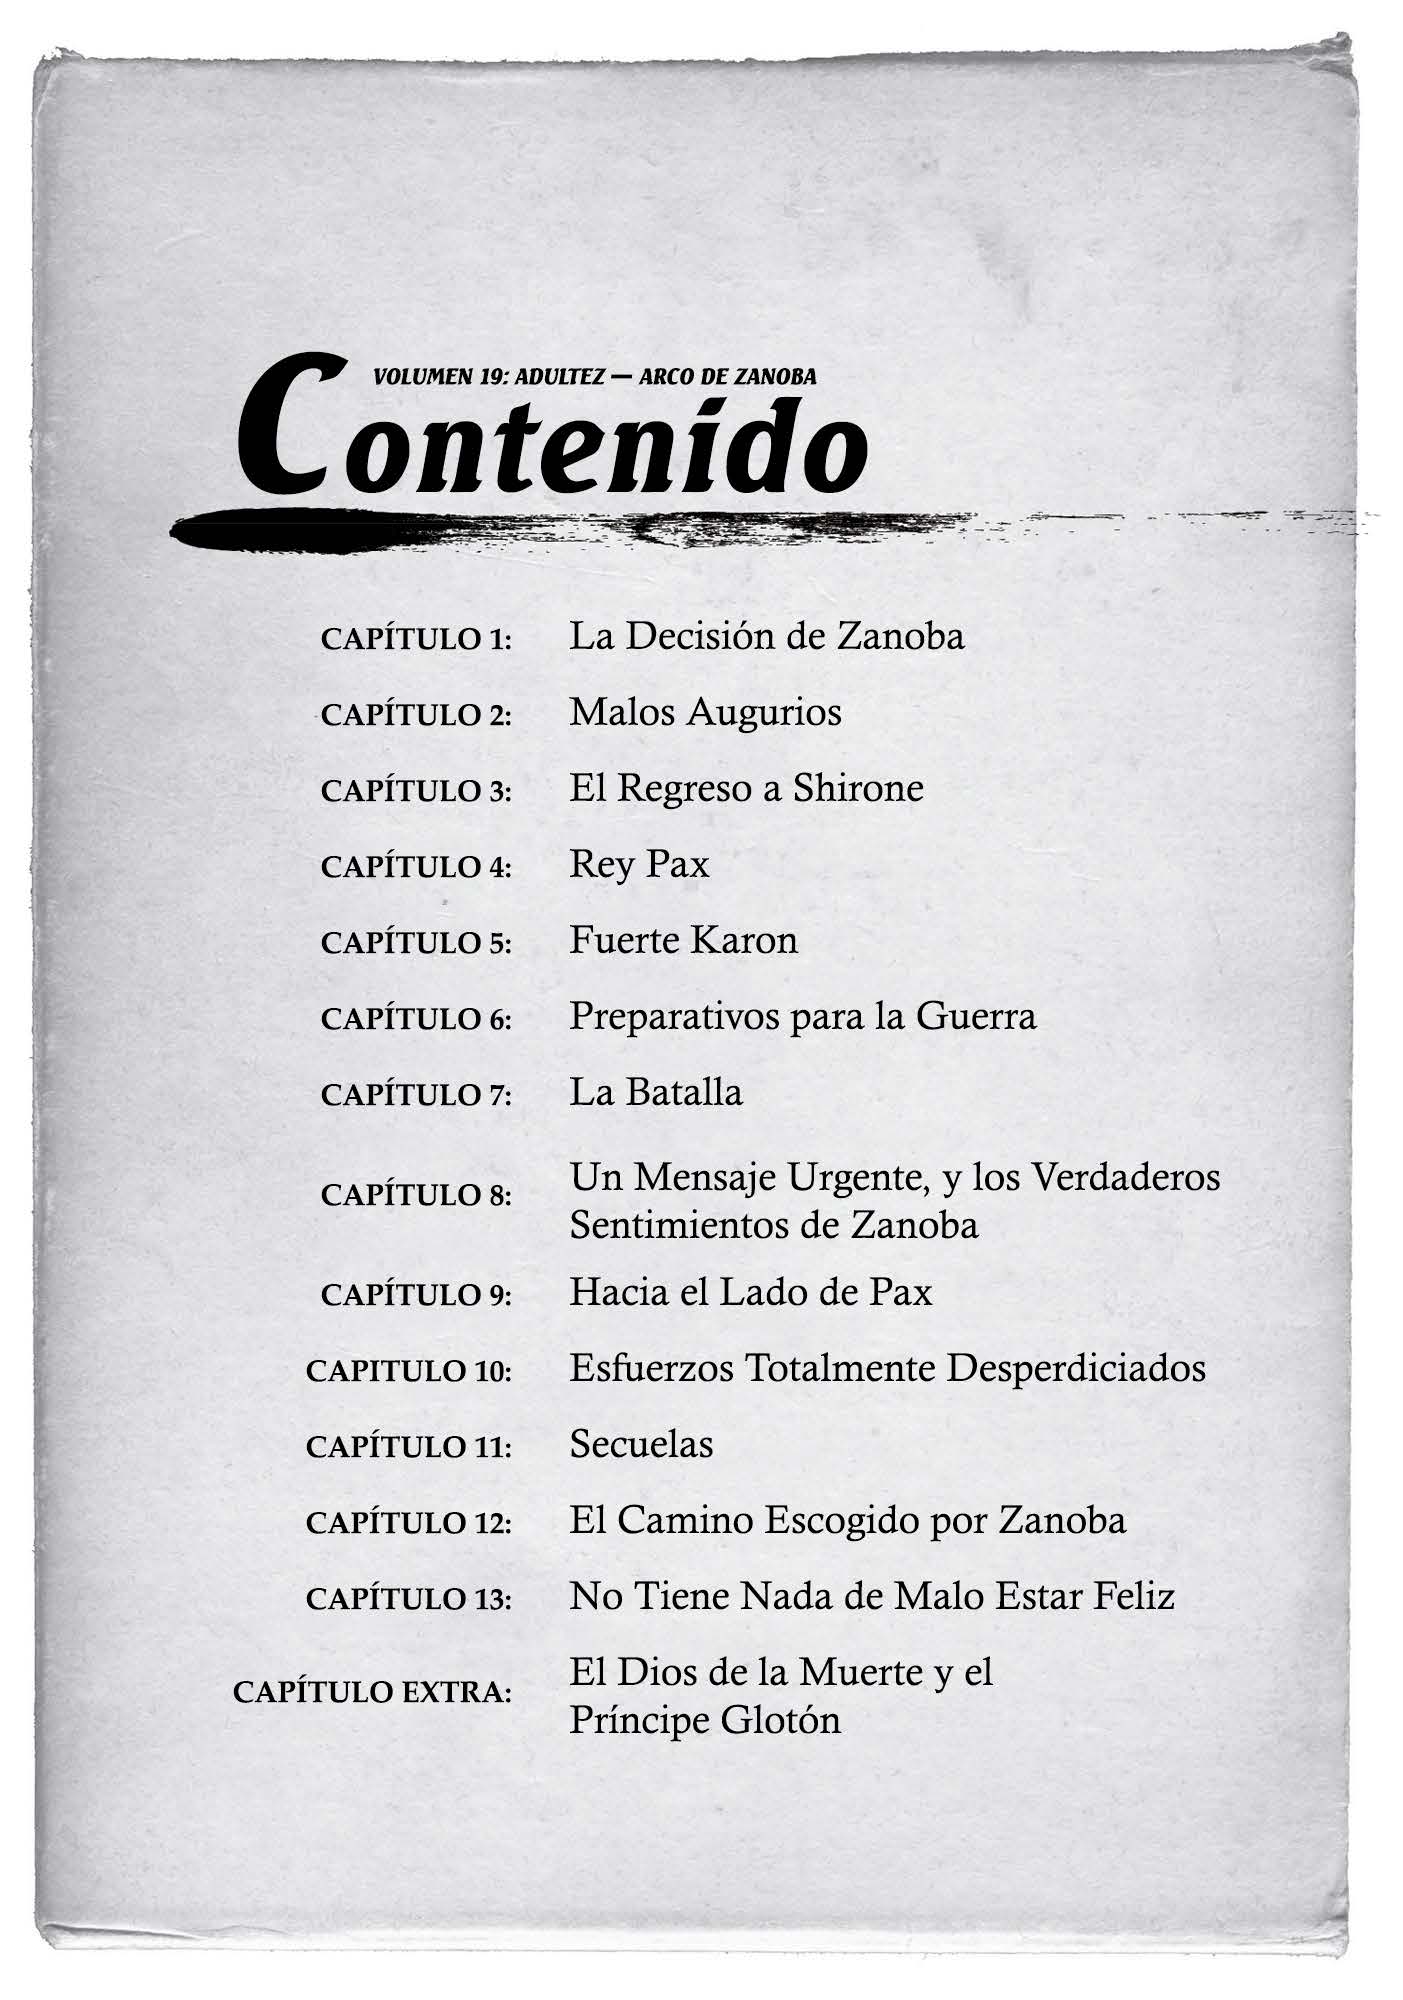 VOLUMEN 19: ADULTEZ — ARCO DE ZANOBA
Contenido
CAPÍTULO 1: La Decisión de Zanoba
CAPÍTULO 2: Malos Augurios
CAPÍTULO 3: El Regreso a Shirone
CAPÍTULO 4: Rey Pax
CAPÍTULO 5: Fuerte Karon
CAPÍTULO 6: Preparativos para la Guerra
CAPÍTULO 7: La Batalla
CAPÍTULO 8: Un Mensaje Urgente, y los Verdaderos
Sentimientos de Zanoba
CAPÍTULO 9: Hacia el Lado de Pax
CAPITULO 10: Esfuerzos Totalmente Desperdiciados
CAPÍTULO 11: Secuelas
CAPÍTULO 12: El Camino Escogido por Zanoba
CAPÍTULO 13: No Tiene Nada de Malo Estar Feliz
CAPÍTULO EXTRA: El Dios de la Muerte y el
Príncipe Glotón